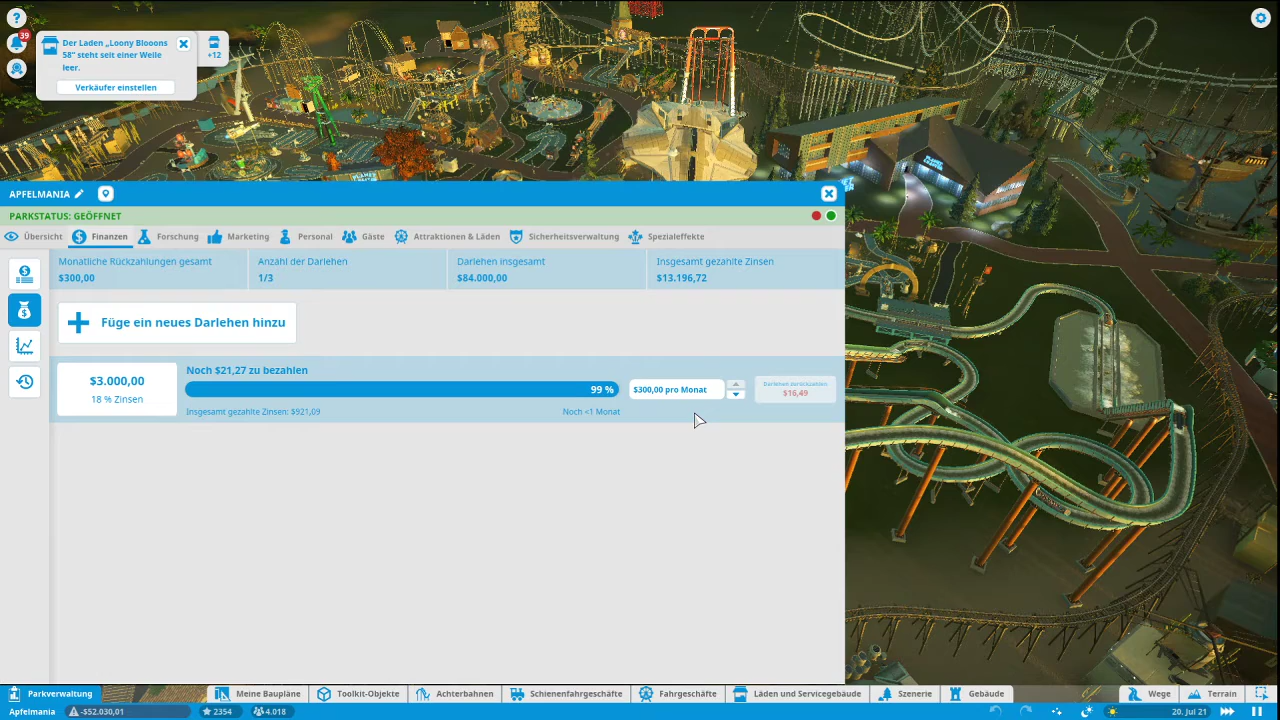 ?
39
Der Laden „Loony Blooons
58" steht seit einer Weile
leer.
Verkäufer einstellen
+12
APFELMANIA
PARKSTATUS: GEÖFFNET
Übersicht
Finanzen
Forschung
Marketing
Personal
Gäste
Attraktionen & Läden
Sicherheitsverwaltung
Spezialeffekte
Monatliche Rückzahlungen gesamt
$300,00
Anzahl der Darlehen
1/3
Darlehen insgesamt
$84.000,00
Insgesamt gezahlte Zinsen
$13.196,72
Füge ein neues Darlehen hinzu
$3.000,00
18 % Zinsen
Noch $21,27 zu bezahlen
99 %
Insgesamt gezahlte Zinsen: $921,09
Noch <1 Monat
$300,00 pro Monat
Darlehen zurückzahlen:
$16,49
Parkverwaltung
Meine Baupläne
Toolkit-Objekte
Achterbahnen
Schienenfahrgeschäfte
Fahrgeschäfte
Läden und Servicegebäude
Szenerie
Gebäude
Wege
Terrain
Apfelmania
-$52.030,01
2354
4.018
20. Jul 21